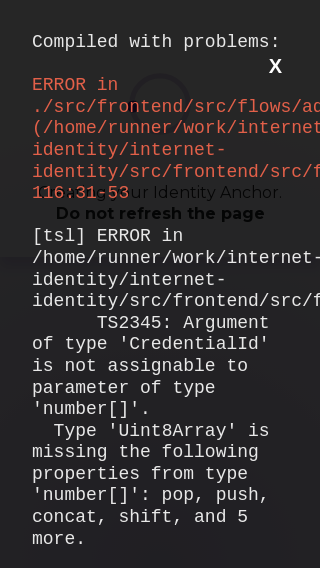 Compiled with problems:
X
ERROR in
./src/frontend/src/flows/ad
(/home/runner/work/internet
identity/internet-
identity/src/frontend/src/f
116:31-53
your Identity Anchor.
Do not refresh the page
[tsl] ERROR in
/home/runner/work/internet-
identity/internet-
identity/src/frontend/src/f
TS2345: Argument
of type 'CredentialId'
is not assignable to
parameter of type
'number[]'.
Type 'Uint8Array' is
missing the following
properties from type
'number[]': pop, push,
concat, shift, and 5
more.